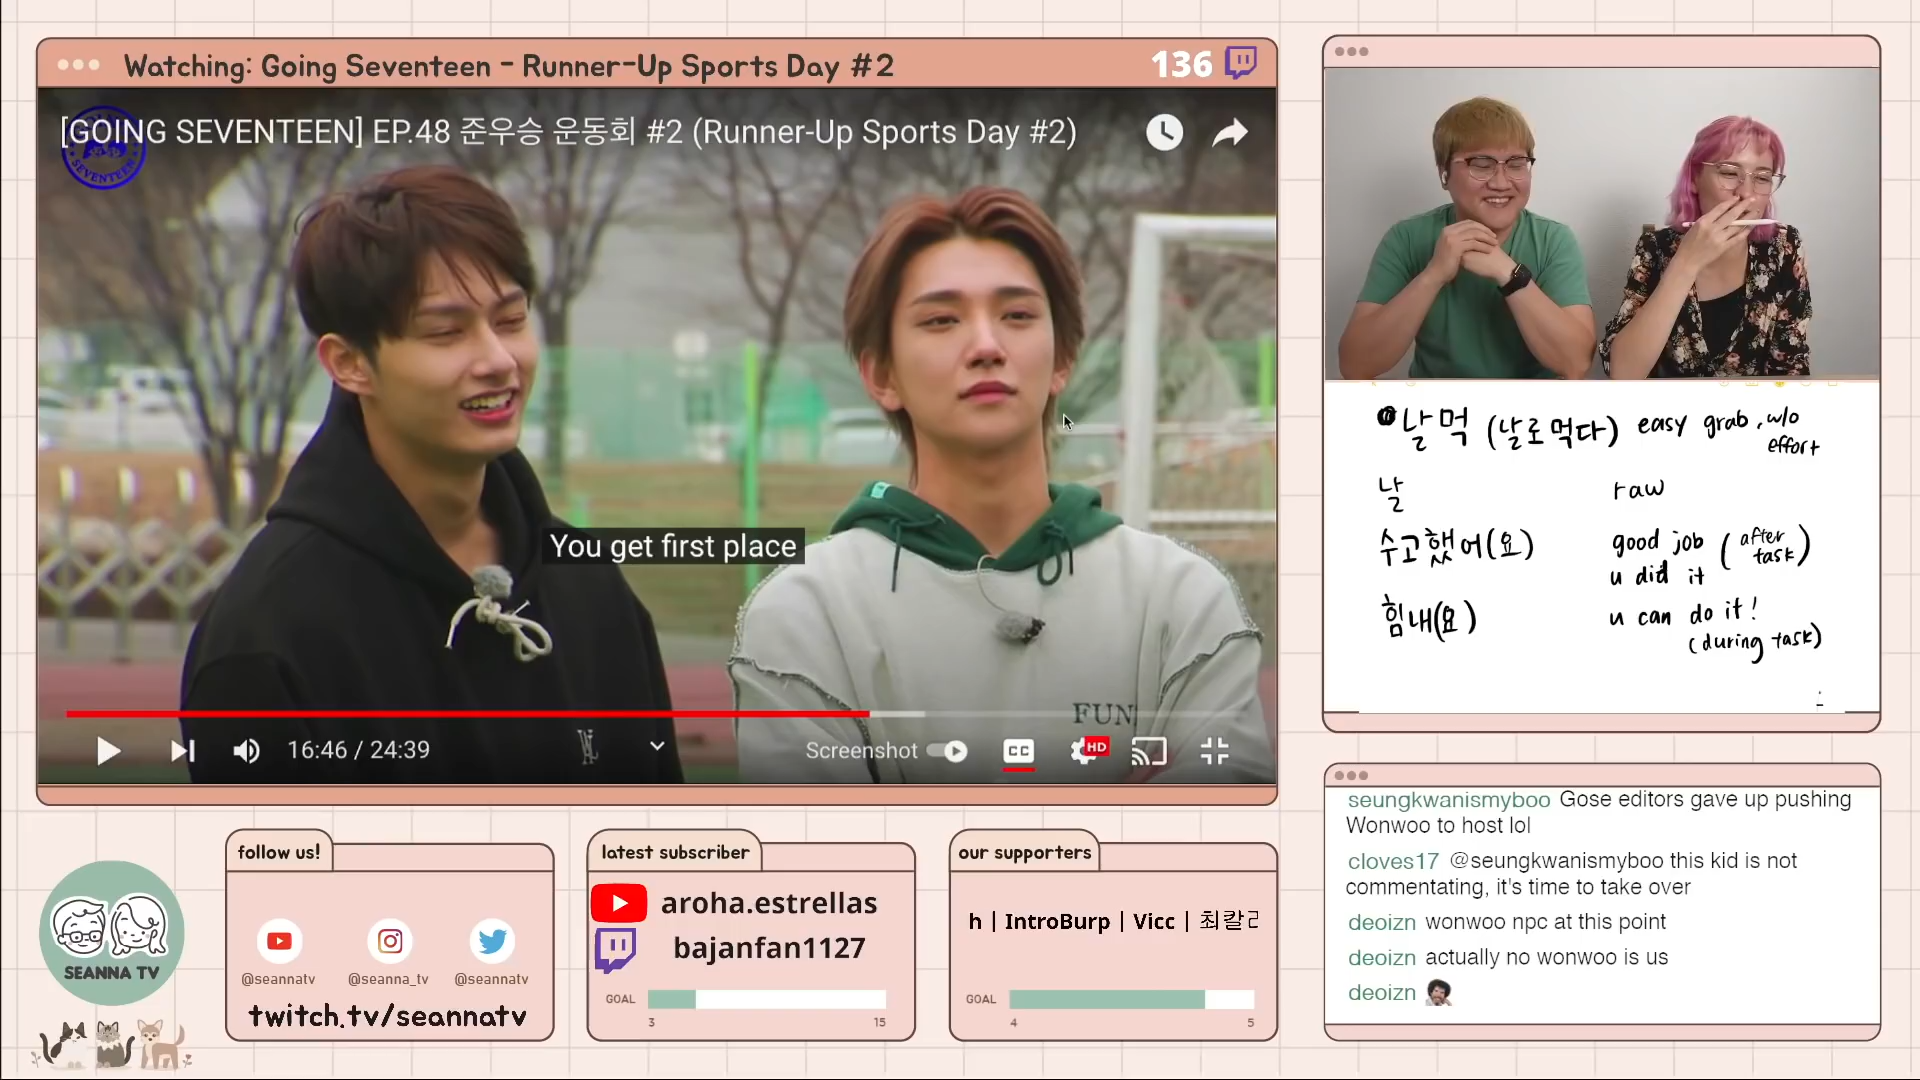 Watching: Going Seventeen - Runner-Up Sports Day #2
136
[GOING SEVENTEEN] EP.48 준우승 운동회 #2 (Runner-Up Sports Day #2)
SEVENTEEN
You get first place
FUN
16:46 / 24:39
Screenshot
CC
HD
날먹 (날로먹다) easy grab, w/o
effort
날 raw
수고했어(요) good job (after
task)
u did it
힘내(요) u can do it!
(during task)
seungkwanismyboo Gose editors gave up pushing
Wonwoo to host lol
cloves17 @seungkwanismyboo this kid is not
commentating, it's time to take over
deoizn wonwoo npc at this point
deoizn actually no wonwoo is us
deoizn
SEANNA TV
follow us!
@seannatv @seanna_tv @seannatv
twitch.tv/seannatv
latest subscriber
aroha.estrellas
bajanfan1127
GOAL
3 15
our supporters
h | IntroBurp | Vicc | 최칼리
GOAL
4 5